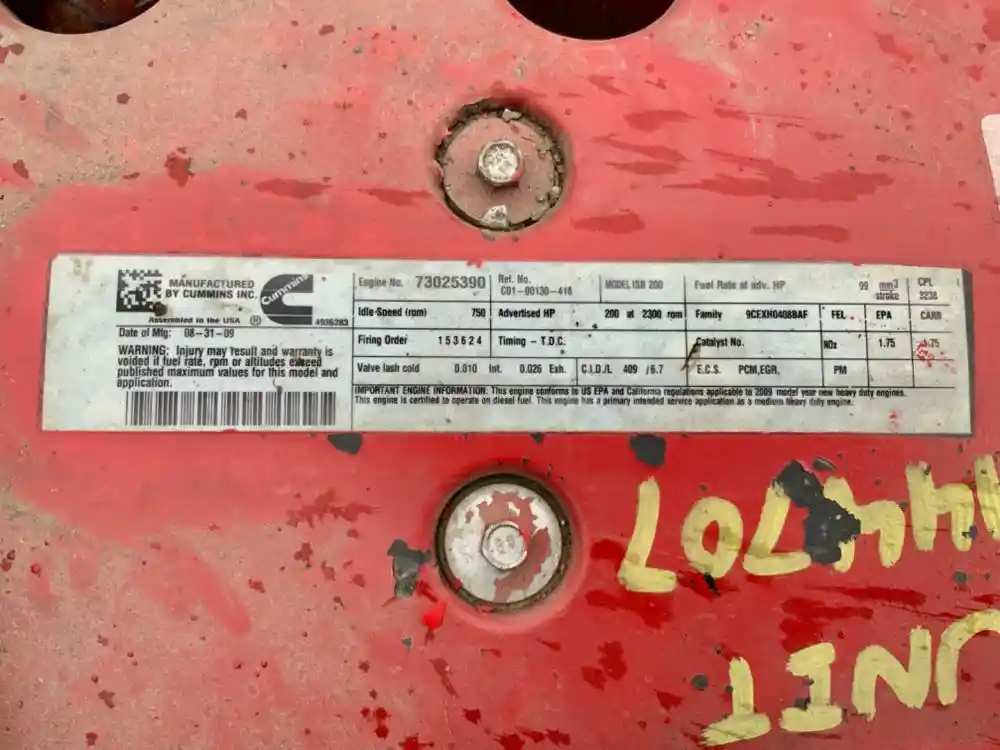 MANUFACTURED
BY CUMMINS INC.
Cummins
Assembled in the USA ® 4936283
Date of Mfg: 08-31-09
WARNING: Injury may result and warranty is
voided if fuel rate, rpm or altitudes exceed
published maximum values for this model and
application.
Engine No. 73025390 Ref. No.
C01-00130-418 MODEL ISB 200 Fuel Rate at adv. HP 99 mm3
stroke CPL
3238
Idle-Speed (rpm) 750 Advertised HP 200 at 2300 rpm Family 9CEXH0408BAF FEL EPA CARB
Firing Order 153624 Timing - T.D.C. Catalyst No. NOx 1.75 1.75
Valve lash cold 0.010 Int. 0.026 Exh. C.I.D./L 409 /6.7 E.C.S. PCM,EGR, PM
IMPORTANT ENGINE INFORMATION: This engine conforms to US EPA and California regulations applicable to 2009 model year new heavy duty engines.
This engine is certified to operate on diesel fuel. This engine has a primary intended service application as a medium heavy duty engine.